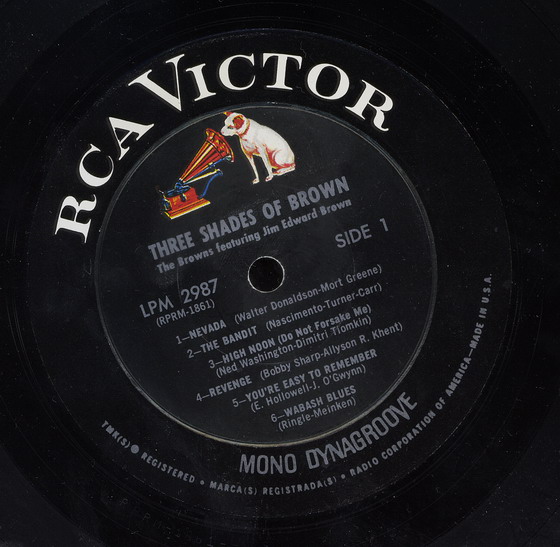 RCA VICTOR
THREE SHADES OF BROWN
The Browns featuring Jim Edward Brown
SIDE 1
LPM 2987
(RPRM-1861)
1—NEVADA (Walter Donaldson-Mort Greene)
2—THE BANDIT (Nascimento-Turner-Carr)
3—HIGH NOON (Do Not Forsake Me)
(Ned Washington-Dimitri Tiomkin)
4—REVENGE (Bobby Sharp-Allyson R. Khent)
5—YOU'RE EASY TO REMEMBER
(E. Hollowell-J. O'Gwynn)
6—WABASH BLUES
(Ringle-Meinken)
MONO DYNAGROOVE
TMK(S) ® REGISTERED • MARCA(S) REGISTRADA(S) • RADIO CORPORATION OF AMERICA—MADE IN U.S.A.